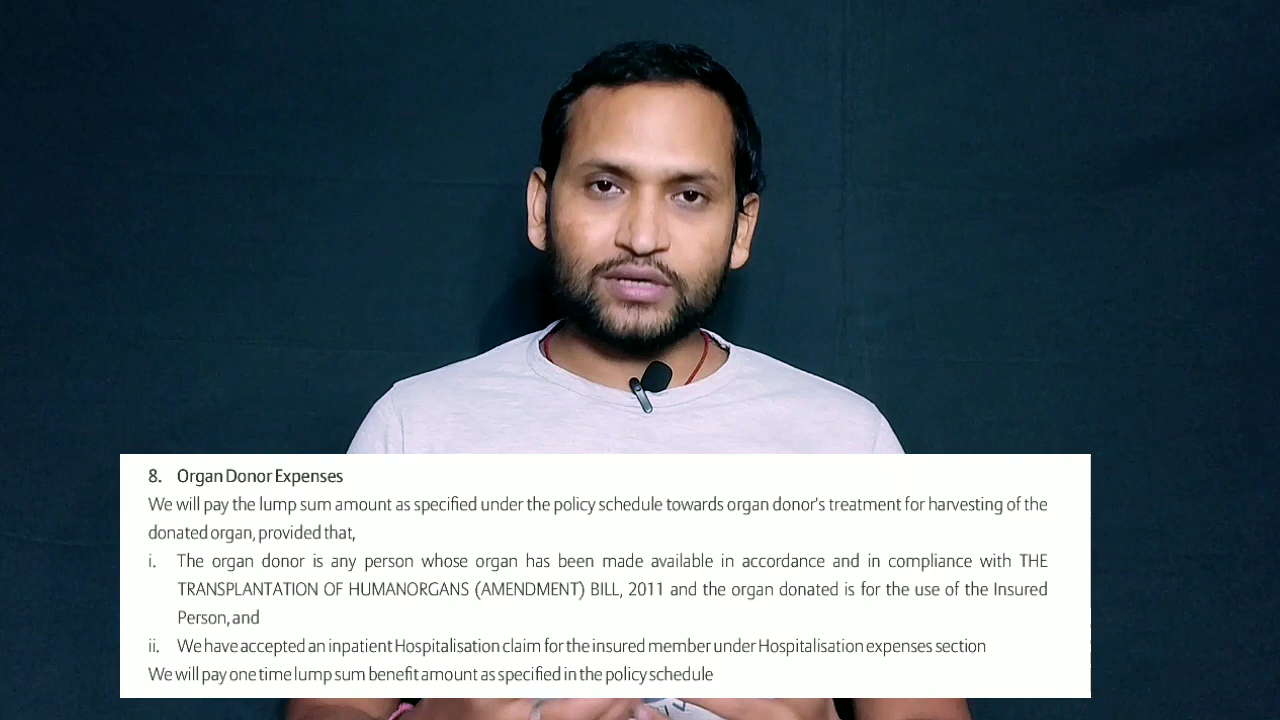 8. Organ Donor Expenses
We will pay the lump sum amount as specified under the policy schedule towards organ donor's treatment for harvesting of the
donated organ, provided that,
i. The organ donor is any person whose organ has been made available in accordance and in compliance with THE
TRANSPLANTATION OF HUMANORGANS (AMENDMENT) BILL, 2011 and the organ donated is for the use of the Insured
Person, and
ii. We have accepted an inpatient Hospitalisation claim for the insured member under Hospitalisation expenses section
We will pay one time lump sum benefit amount as specified in the policy schedule